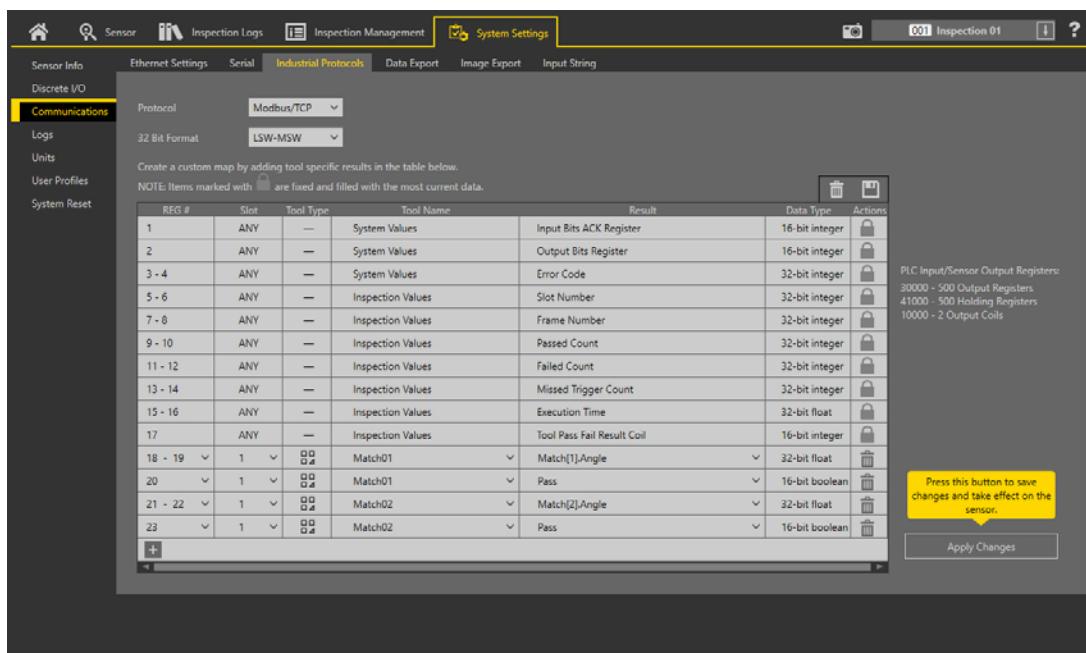 Sensor Inspection Logs Inspection Management System Settings 001 Inspection 01 ?
Sensor Info
Discrete I/O
Communications
Logs
Units
User Profiles
System Reset
Ethernet Settings Serial Industrial Protocols Data Export Image Export Input String
Protocol Modbus/TCP
32 Bit Format LSW-MSW
Create a custom map by adding tool specific results in the table below.
NOTE: Items marked with are fixed and filled with the most current data.
REG # Slot Tool Type Tool Name Result Data Type Actions
1 ANY — System Values Input Bits ACK Register 16-bit integer
2 ANY — System Values Output Bits Register 16-bit integer
3 - 4 ANY — System Values Error Code 32-bit integer
5 - 6 ANY — Inspection Values Slot Number 32-bit integer
7 - 8 ANY — Inspection Values Frame Number 32-bit integer
9 - 10 ANY — Inspection Values Passed Count 32-bit integer
11 - 12 ANY — Inspection Values Failed Count 32-bit integer
13 - 14 ANY — Inspection Values Missed Trigger Count 32-bit integer
15 - 16 ANY — Inspection Values Execution Time 32-bit float
17 ANY — Inspection Values Tool Pass Fail Result Coil 16-bit integer
18 - 19 1 Match01 Match[1].Angle 32-bit float
20 1 Match01 Pass 16-bit boolean
21 - 22 1 Match02 Match[2].Angle 32-bit float
23 1 Match02 Pass 16-bit boolean
+
PLC Input/Sensor Output Registers:
30000 - 500 Output Registers
41000 - 500 Holding Registers
10000 - 2 Output Coils
Press this button to save
changes and take effect on the
sensor.
Apply Changes